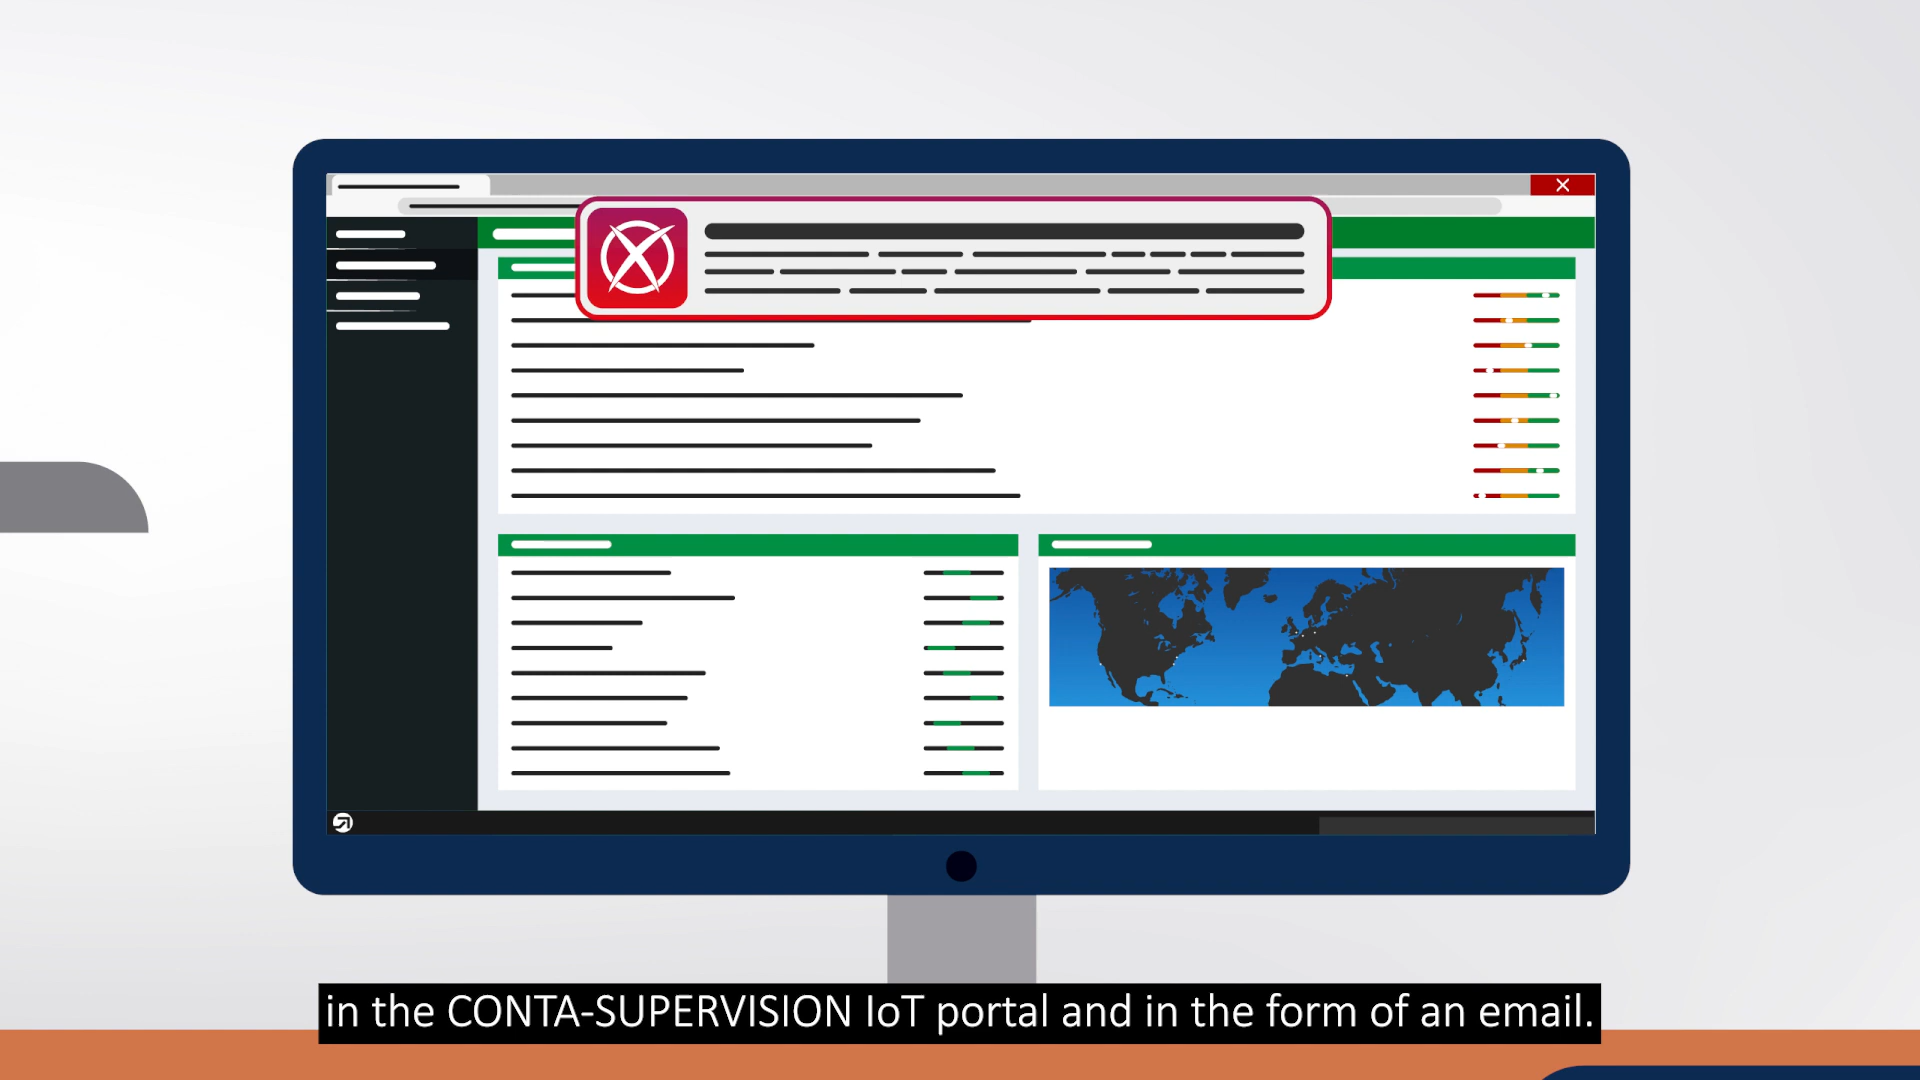 in the CONTA-SUPERVISION IoT portal and in the form of an email.